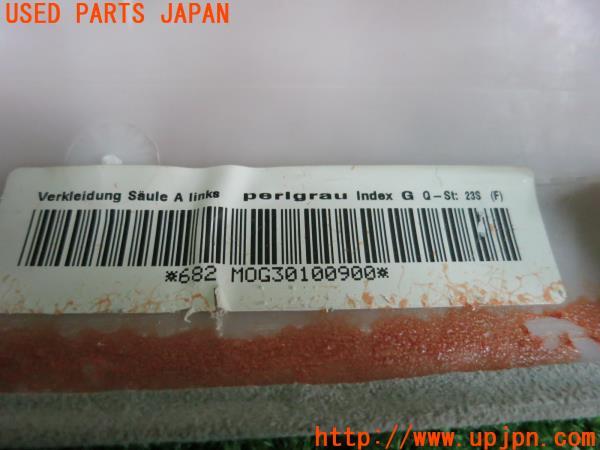 USED PARTS JAPAN
Verkleidung Säule A links perlgrau Index G Q-St: 23S (F)
*682 MOG30100900*
http://www.upjpn.com